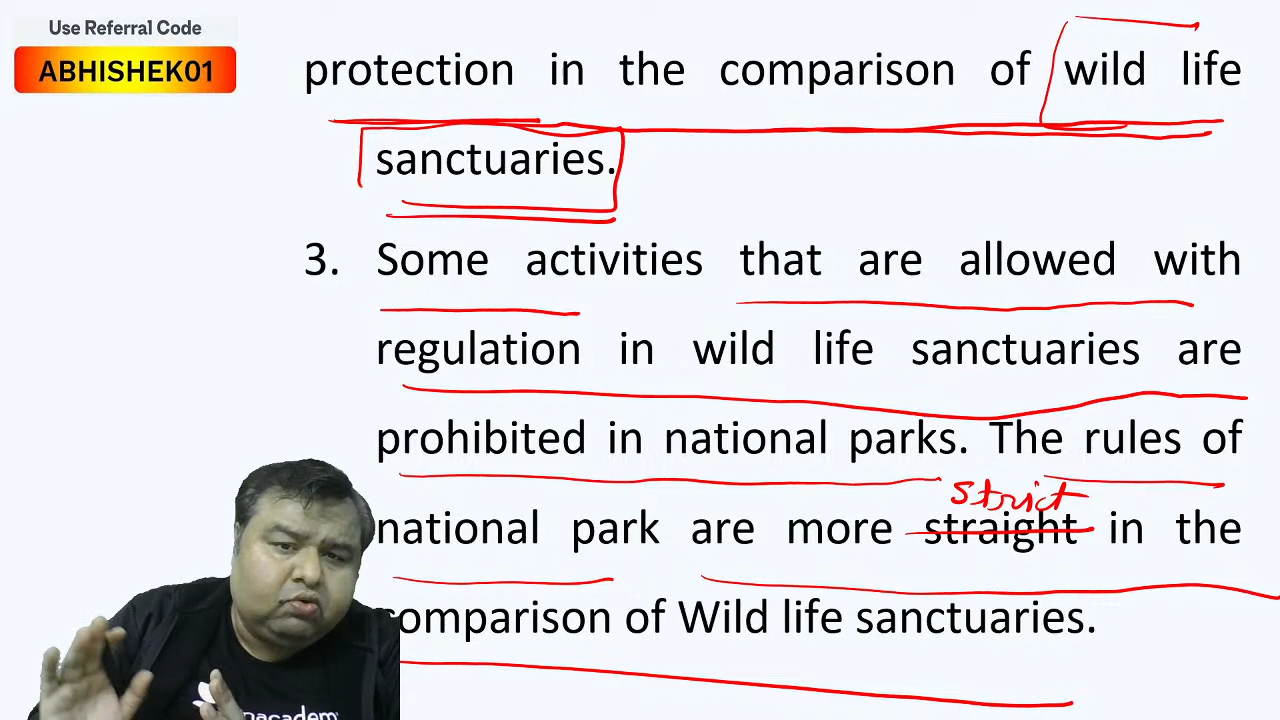 Use Referral Code
ABHISHEK01
protection in the comparison of wild life
sanctuaries.
3. Some activities that are allowed with
regulation in wild life sanctuaries are
prohibited in national parks. The rules of
strict
national park are more straight in the
comparison of Wild life sanctuaries.